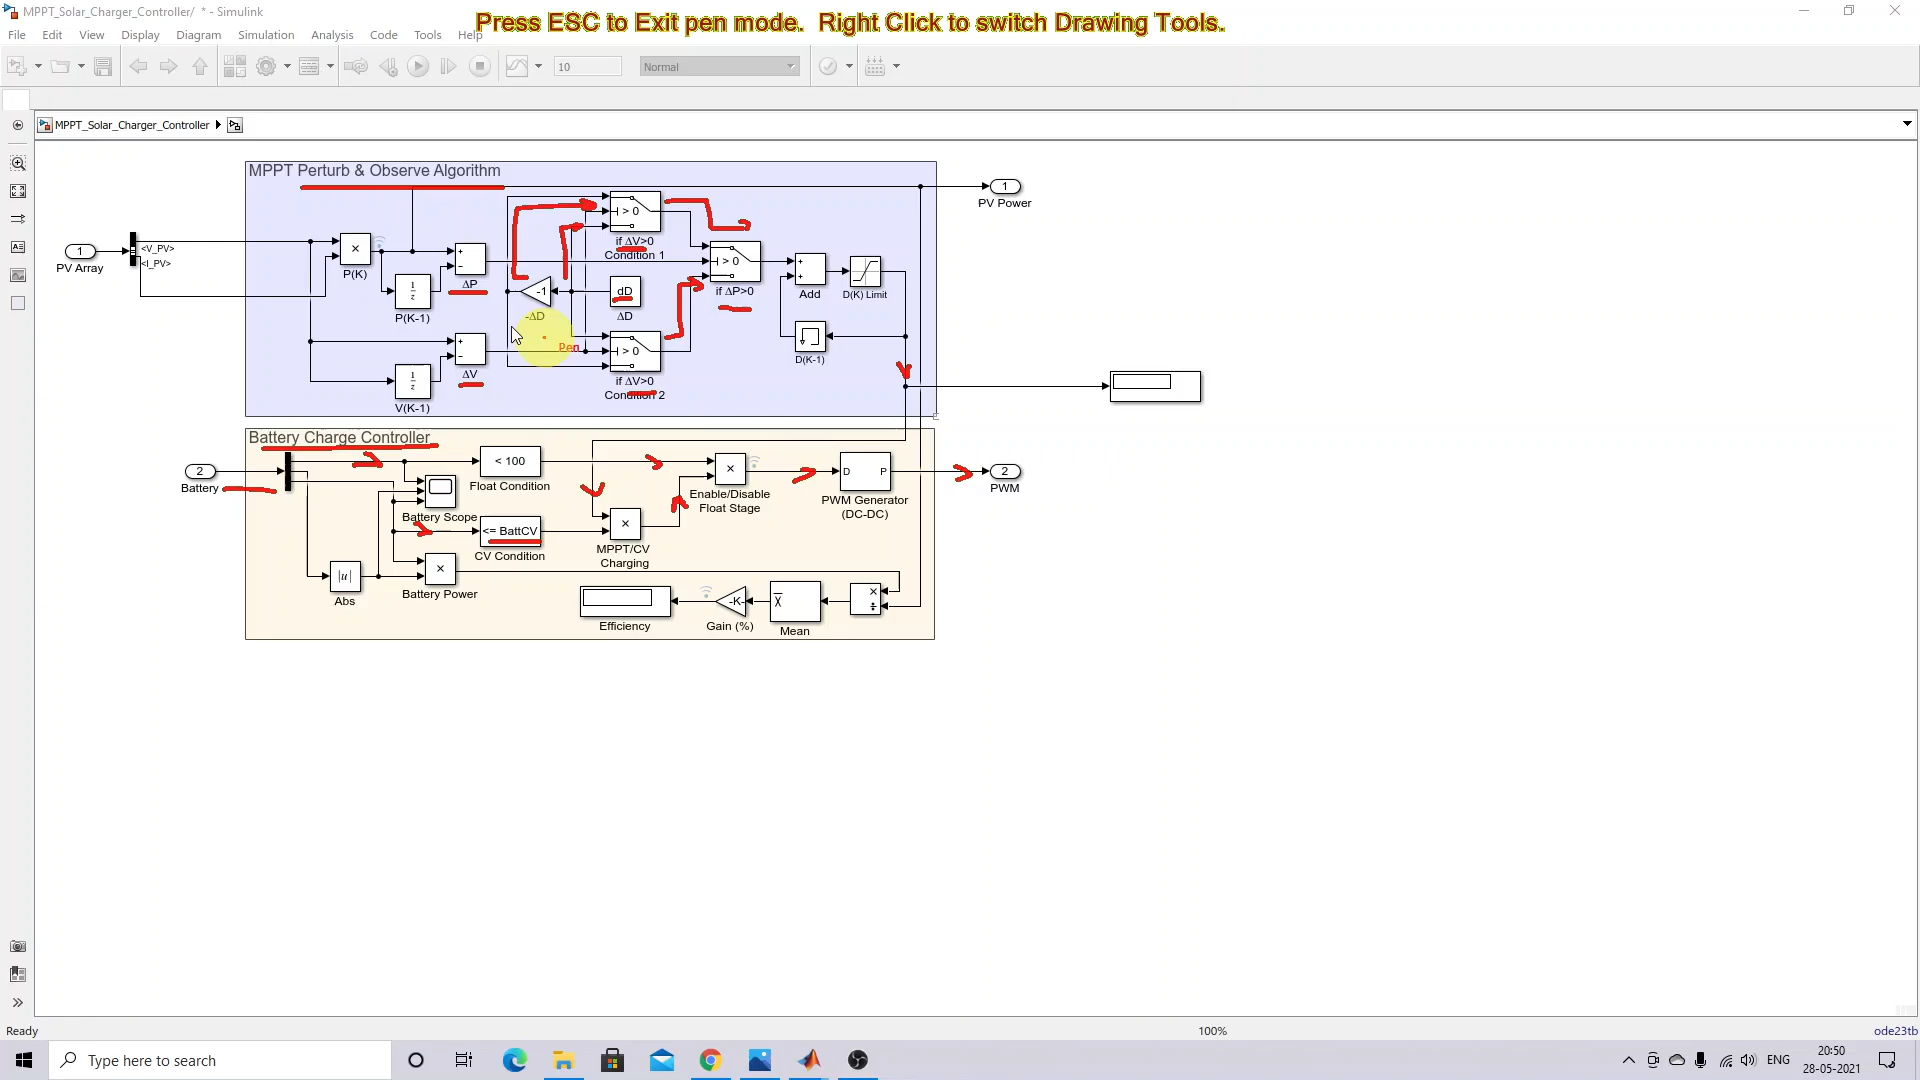 MPPT_Solar_Charger_Controller/ * - Simulink
Press ESC to Exit pen mode. Right Click to switch Drawing Tools.
File Edit View Display Diagram Simulation Analysis Code Tools Help
10 Normal
MPPT_Solar_Charger_Controller
MPPT Perturb & Observe Algorithm
1
PV Power
> 0
if ΔV>0
Condition 1
1
PV Array
<V_PV>
<I_PV>
×
P(K)
+
−
ΔP
1
z
P(K-1)
-1
-ΔD
dD
ΔD
> 0
if ΔP>0
+
+
Add
D(K) Limit
D(K-1)
Pen
+
−
ΔV
1
z
V(K-1)
> 0
if ΔV>0
Condition 2
Battery Charge Controller
2
Battery
< 100
Float Condition
Battery Scope
<= BattCV
CV Condition
×
MPPT/CV
Charging
×
Enable/Disable
Float Stage
D P
PWM Generator
(DC-DC)
2
PWM
|u|
Abs
×
Battery Power
Efficiency
-K-
Gain (%)
x
Mean
×
÷
Ready 100% ode23tb
Type here to search
ENG
20:50
28-05-2021